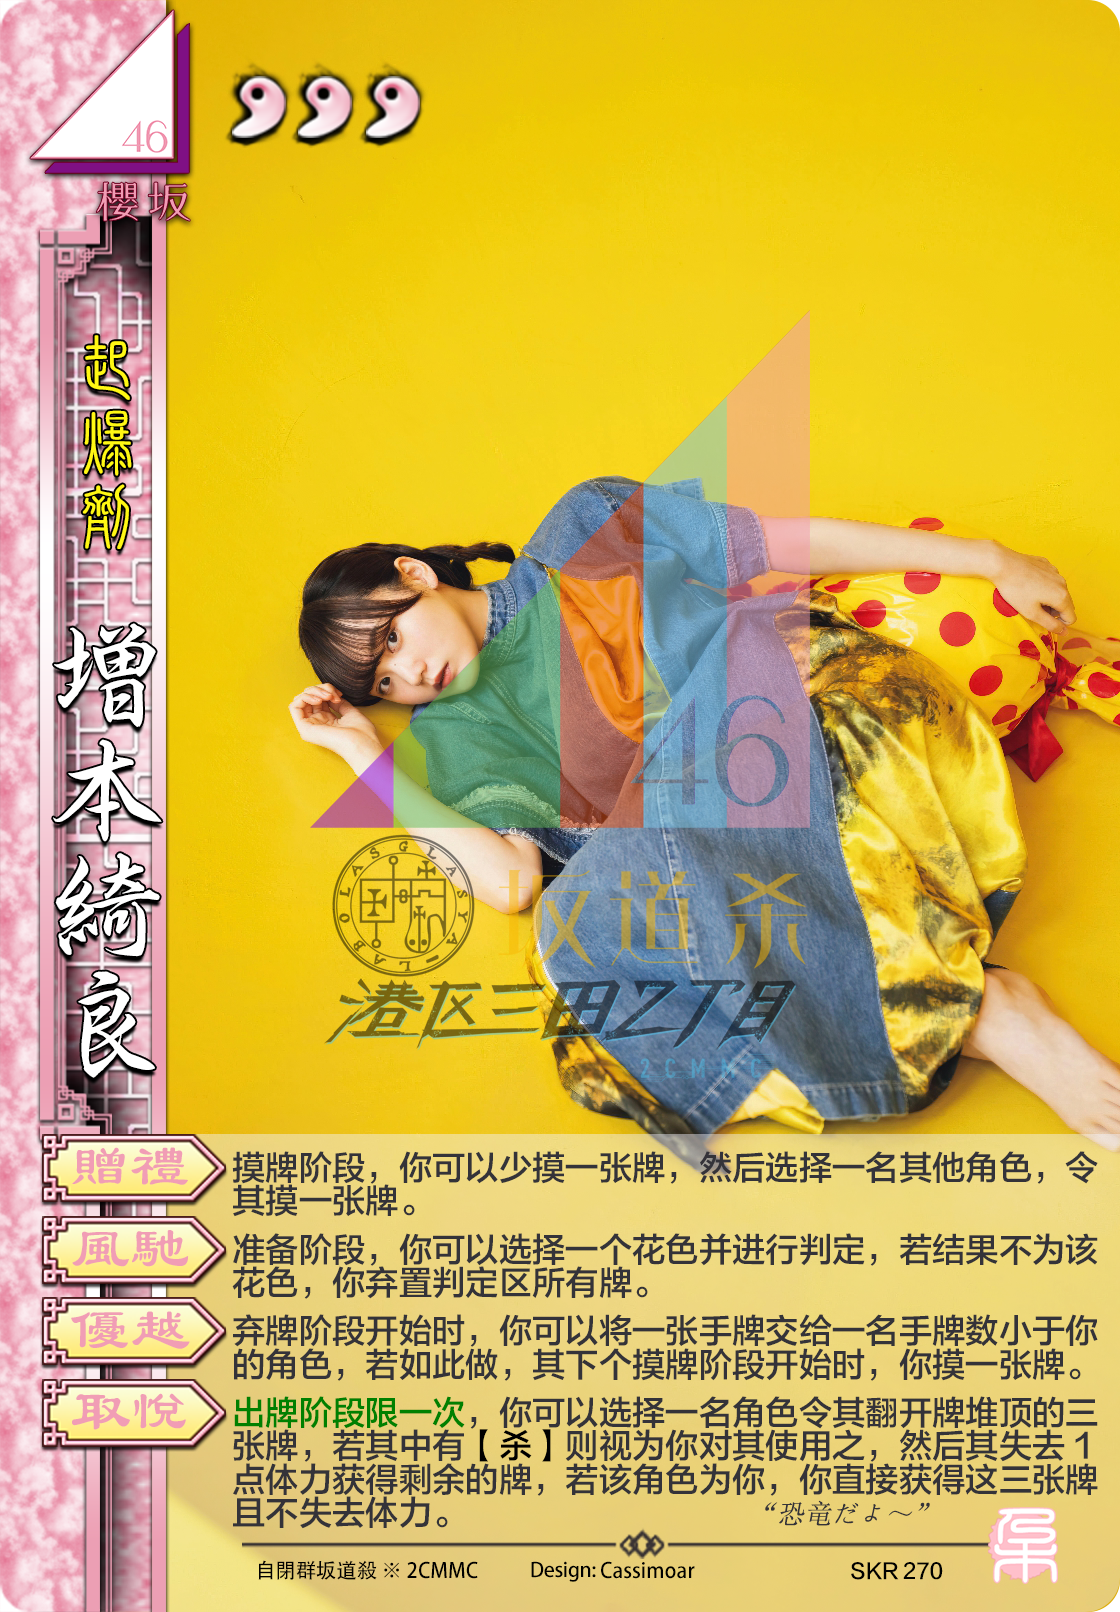 46
櫻坂
起爆劑
增本綺良
46
GLASYA LABOLAS
坂道杀
港区三田2丁目
2CMMC
贈禮
摸牌阶段，你可以少摸一张牌，然后选择一名其他角色，令
其摸一张牌。
風馳
准备阶段，你可以选择一个花色并进行判定，若结果不为该
花色，你弃置判定区所有牌。
優越
弃牌阶段开始时，你可以将一张手牌交给一名手牌数小于你
的角色，若如此做，其下个摸牌阶段开始时，你摸一张牌。
取悅
出牌阶段限一次，你可以选择一名角色令其翻开牌堆顶的三
张牌，若其中有【杀】则视为你对其使用之，然后其失去1
点体力获得剩余的牌，若该角色为你，你直接获得这三张牌
且不失去体力。
“恐竜だよ～”
自閉群坂道殺 ※ 2CMMC
Design: Cassimoar
SKR 270